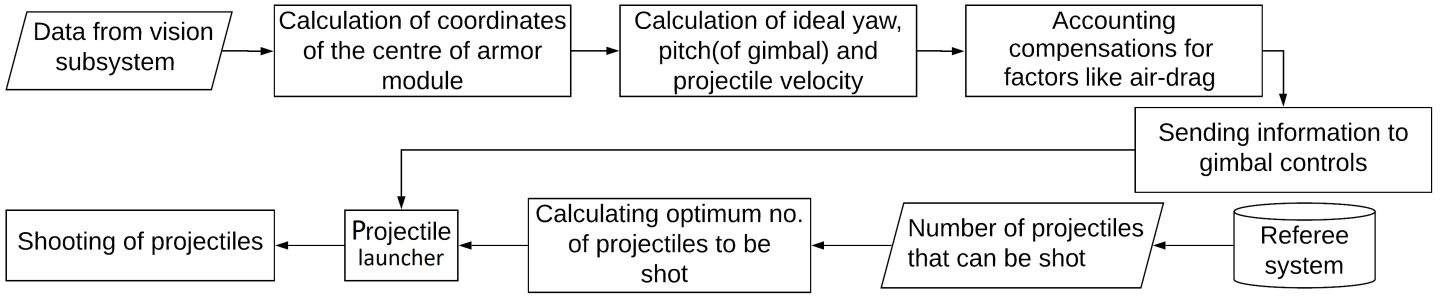 Data from vision
subsystem
Calculation of coordinates
of the centre of armor
module
Calculation of ideal yaw,
pitch(of gimbal) and
projectile velocity
Accounting
compensations for
factors like air-drag
Sending information to
gimbal controls
Shooting of projectiles
Projectile
launcher
Calculating optimum no.
of projectiles to be
shot
Number of projectiles
that can be shot
Referee
system